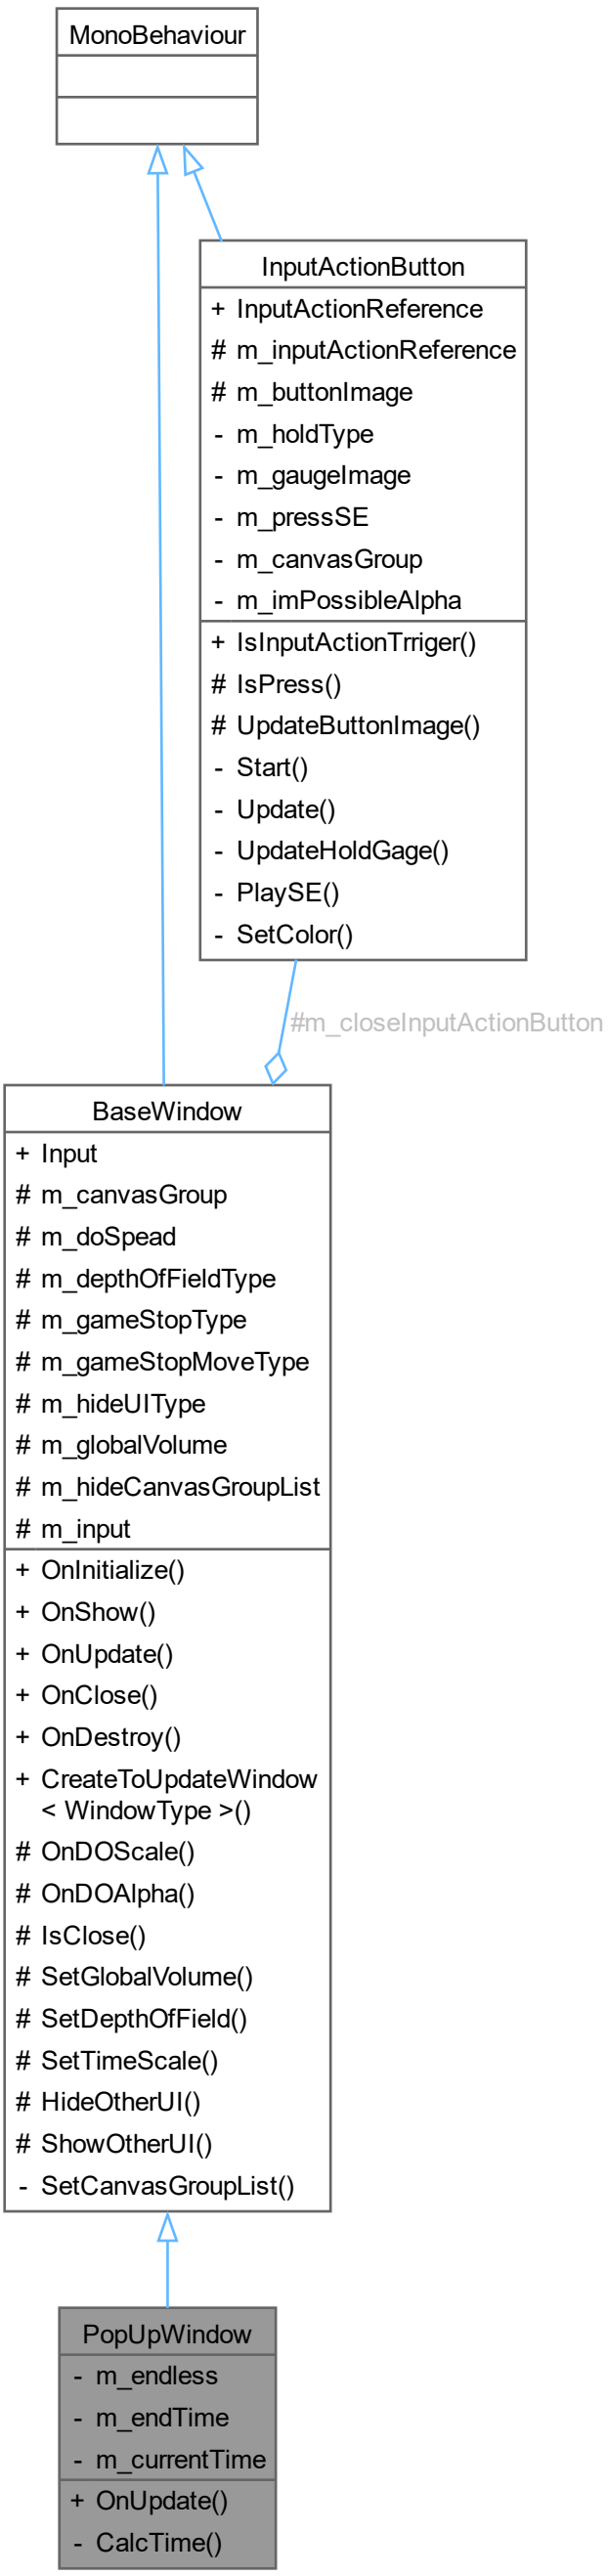 MonoBehaviour
InputActionButton
+ InputActionReference
# m_inputActionReference
# m_buttonImage
- m_holdType
- m_gaugeImage
- m_pressSE
- m_canvasGroup
- m_imPossibleAlpha
+ IsInputActionTrriger()
# IsPress()
# UpdateButtonImage()
- Start()
- Update()
- UpdateHoldGage()
- PlaySE()
- SetColor()
#m_closeInputActionButton
BaseWindow
+ Input
# m_canvasGroup
# m_doSpead
# m_depthOfFieldType
# m_gameStopType
# m_gameStopMoveType
# m_hideUIType
# m_globalVolume
# m_hideCanvasGroupList
# m_input
+ OnInitialize()
+ OnShow()
+ OnUpdate()
+ OnClose()
+ OnDestroy()
+ CreateToUpdateWindow
< WindowType >()
# OnDOScale()
# OnDOAlpha()
# IsClose()
# SetGlobalVolume()
# SetDepthOfField()
# SetTimeScale()
# HideOtherUI()
# ShowOtherUI()
- SetCanvasGroupList()
PopUpWindow
- m_endless
- m_endTime
- m_currentTime
+ OnUpdate()
- CalcTime()